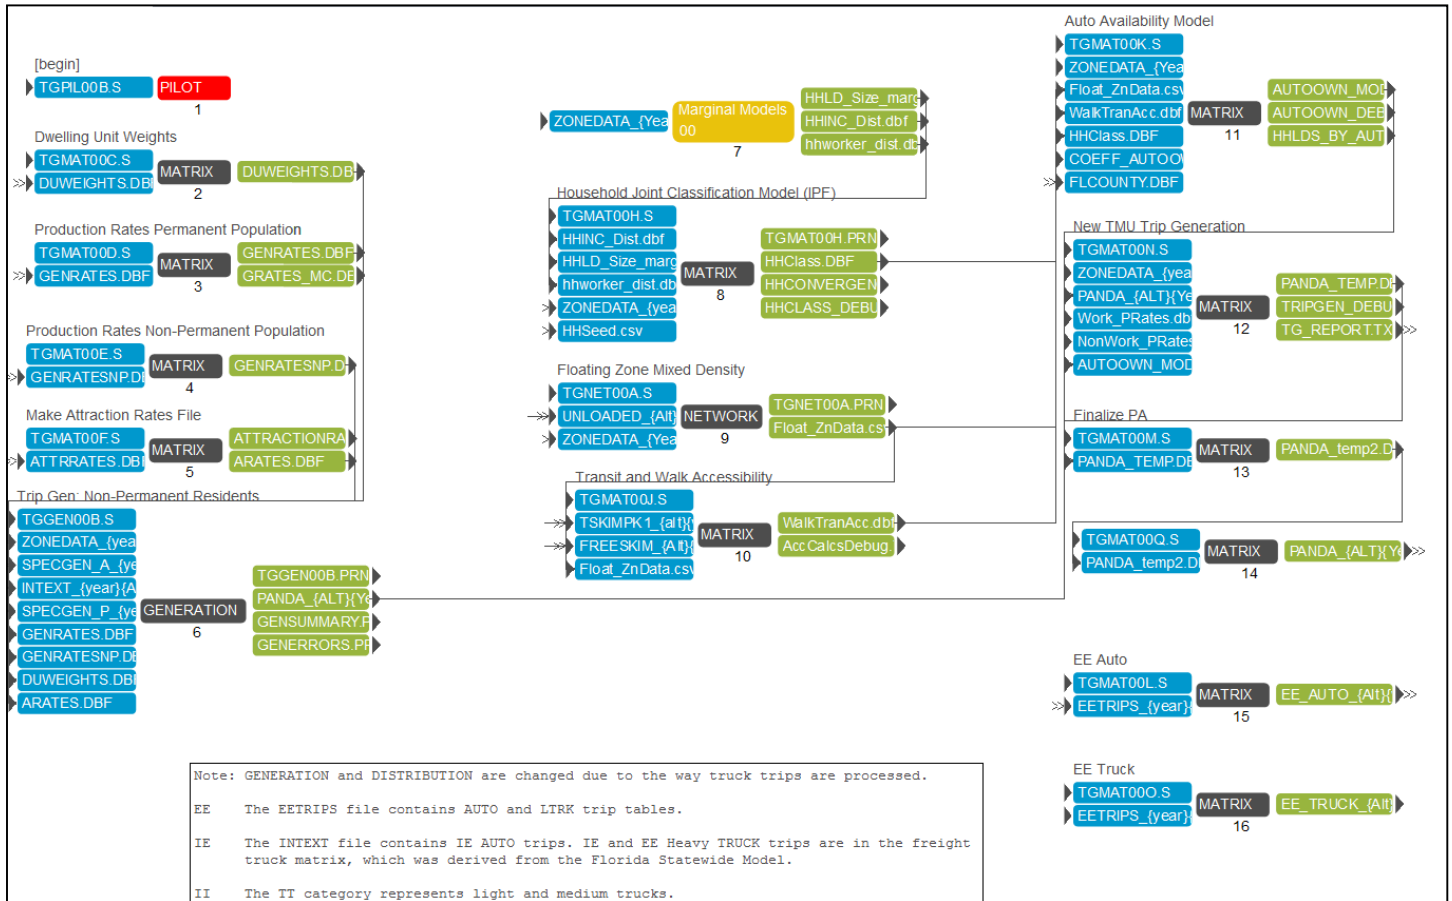 [begin]
TGPIL00B.S
PILOT
1
Dwelling Unit Weights
TGMAT00C.S
DUWEIGHTS.DB
MATRIX
2
DUWEIGHTS.DB
Production Rates Permanent Population
TGMAT00D.S
GENRATES.DBF
MATRIX
3
GENRATES.DBF
GRATES_MC.DB
Production Rates Non-Permanent Population
TGMAT00E.S
GENRATESNP.D
MATRIX
4
GENRATESNP.D
Make Attraction Rates File
TGMAT00F.S
ATTRRATES.DB
MATRIX
5
ATTRACTIONRA
ARATES.DBF
Trip Gen: Non-Permanent Residents
TGGEN00B.S
ZONEDATA_{yea
SPECGEN_A_{ye
INTEXT_{year}{A
SPECGEN_P_{ye
GENRATES.DBF
GENRATESNP.DB
DUWEIGHTS.DB
ARATES.DBF
GENERATION
6
TGGEN00B.PRN
PANDA_{ALT}{Ye
GENSUMMARY.P
GENERRORS.PR
ZONEDATA_{Yea
Marginal Models
00
7
HHLD_Size_marg
HHINC_Dist.dbf
hhworker_dist.db
Household Joint Classification Model (IPF)
TGMAT00H.S
HHINC_Dist.dbf
HHLD_Size_marg
hhworker_dist.db
ZONEDATA_{yea
HHSeed.csv
MATRIX
8
TGMAT00H.PRN
HHClass.DBF
HHCONVERGEN
HHCLASS_DEBU
Floating Zone Mixed Density
TGNET00A.S
UNLOADED_{Alt}
ZONEDATA_{Yea
NETWORK
9
TGNET00A.PRN
Float_ZnData.cs
Transit and Walk Accessibility
TGMAT00J.S
TSKIMPK1_{alt}{y
FREESKIM_{Alt}{
Float_ZnData.csv
MATRIX
10
WalkTranAcc.dbf
AccCalcsDebug.
Auto Availability Model
TGMAT00K.S
ZONEDATA_{Yea
Float_ZnData.csv
WalkTranAcc.dbf
HHClass.DBF
COEFF_AUTOOW
FLCOUNTY.DBF
MATRIX
11
AUTOOWN_MOD
AUTOOWN_DEB
HHLDS_BY_AUT
New TMU Trip Generation
TGMAT00N.S
ZONEDATA_{yea
PANDA_{ALT}{Ye
Work_PRates.db
NonWork_PRates
AUTOOWN_MOD
MATRIX
12
PANDA_TEMP.D
TRIPGEN_DEBU
TG_REPORT.TX
Finalize PA
TGMAT00M.S
PANDA_TEMP.DB
MATRIX
13
PANDA_temp2.D
TGMAT00Q.S
PANDA_temp2.D
MATRIX
14
PANDA_{ALT}{Ye
EE Auto
TGMAT00L.S
EETRIPS_{year}{
MATRIX
15
EE_AUTO_{Alt}{
EE Truck
TGMAT00O.S
EETRIPS_{year}{
MATRIX
16
EE_TRUCK_{Alt}
Note: GENERATION and DISTRIBUTION are changed due to the way truck trips are processed.
EE The EETRIPS file contains AUTO and LTRK trip tables.
IE The INTEXT file contains IE AUTO trips. IE and EE Heavy TRUCK trips are in the freight
truck matrix, which was derived from the Florida Statewide Model.
II The TT category represents light and medium trucks.